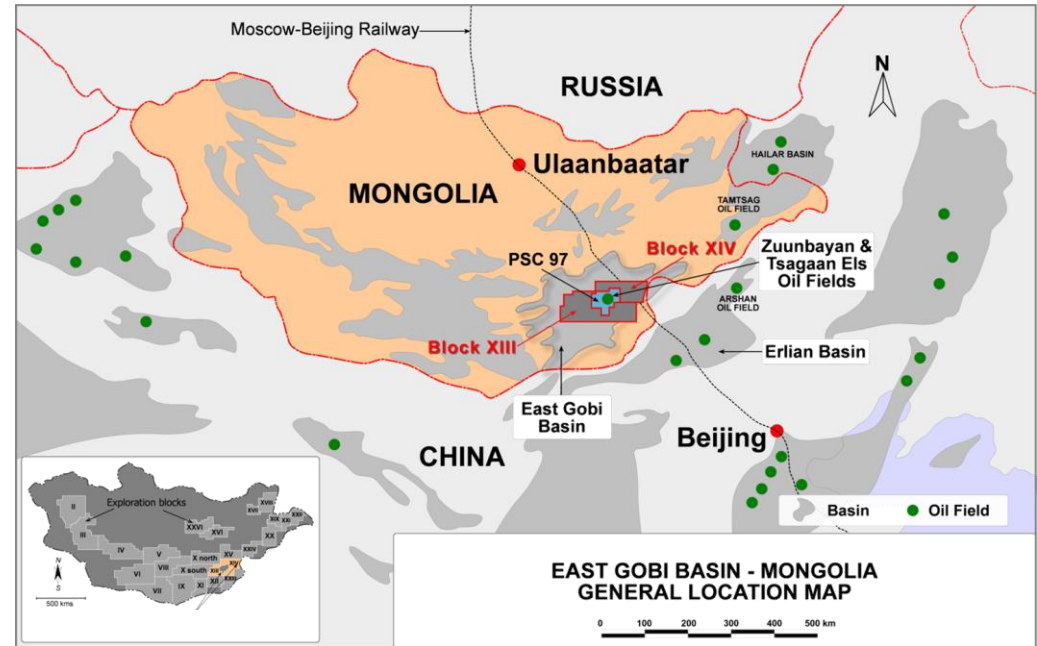 Moscow-Beijing Railway
RUSSIA
N
Ulaanbaatar
HAILAR BASIN
MONGOLIA
TAMTSAG
OIL FIELD
Block XIV
Zuunbayan &
Tsagaan Els
Oil Fields
PSC 97
ARSHAN
OIL FIELD
Block XIII
Erlian Basin
East Gobi
Basin
Beijing
CHINA
Basin
Oil Field
Exploration blocks
II
III
IV
V
VI
VII
VIII
IX
X north
X south
XI
XII
XIII
XIV
XV
XXVI
XVI
XVII
XVIII
XIX
XXI
XXII
XX
XXIV
XXIII
N
S
500 kms
EAST GOBI BASIN - MONGOLIA
GENERAL LOCATION MAP
0 100 200 300 400 500 km